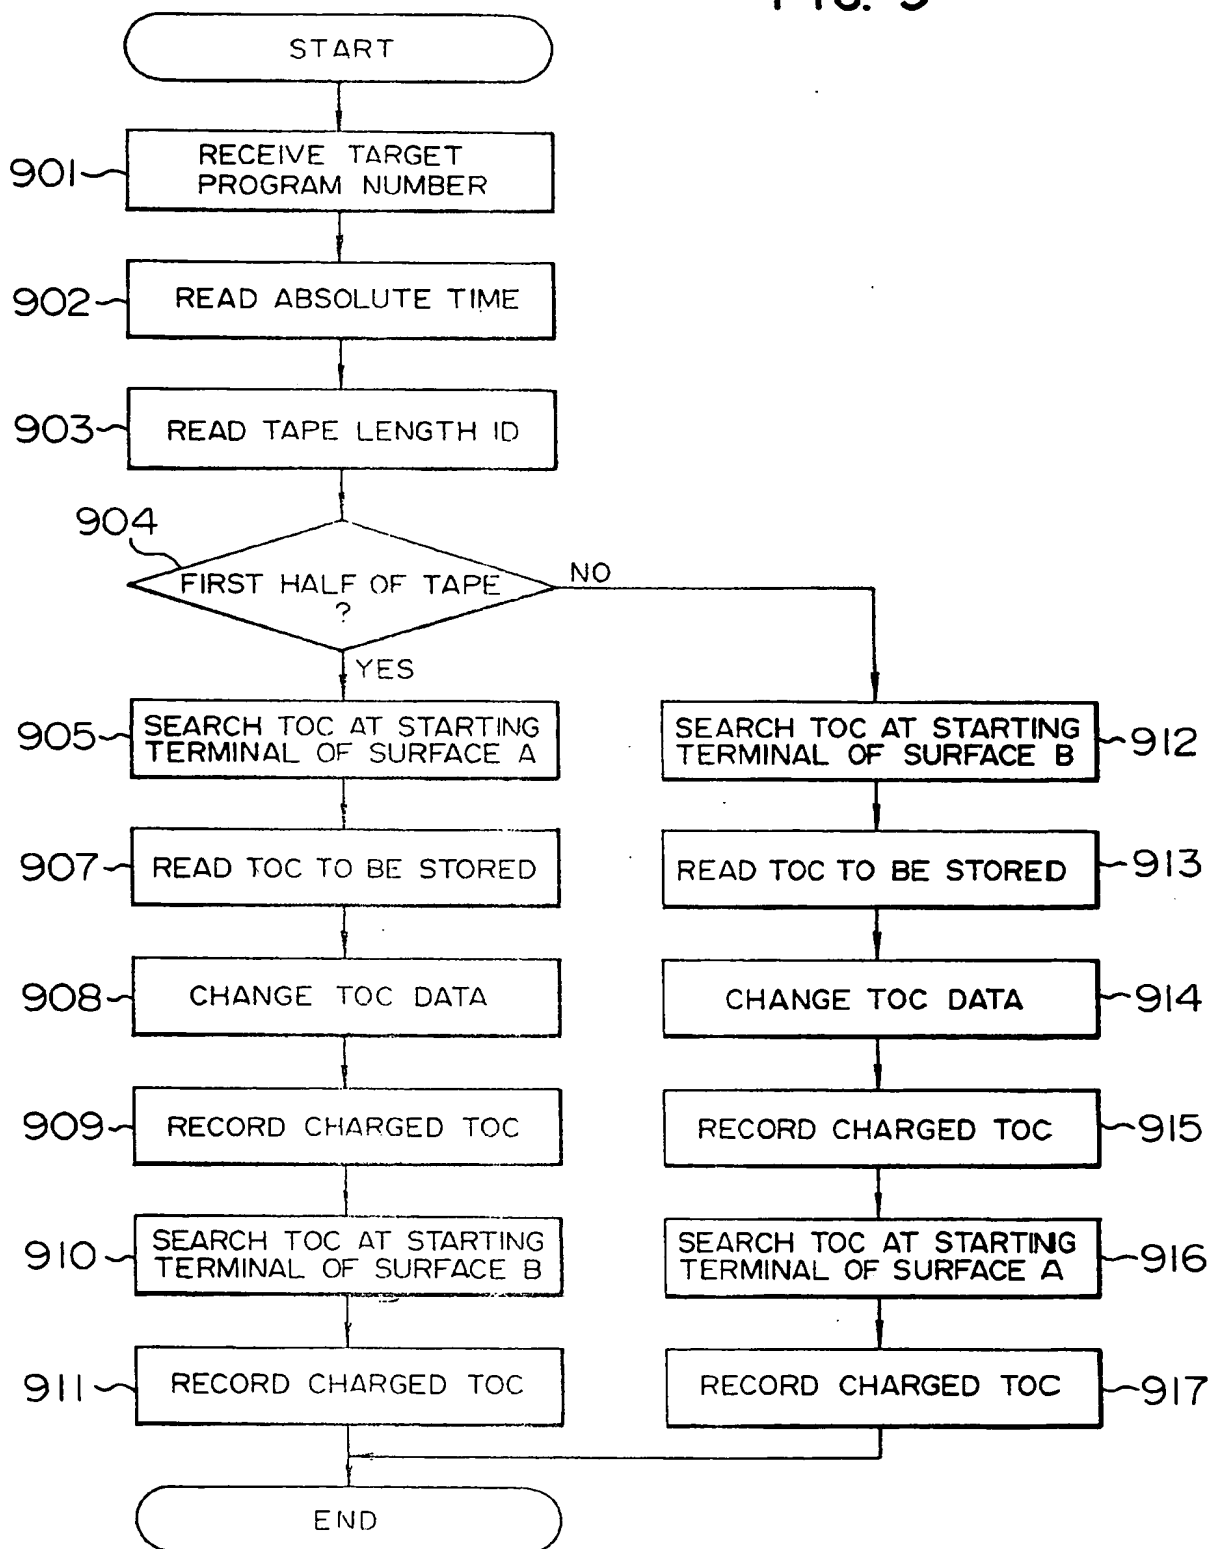 FIG. 9
START
901
RECEIVE TARGET
PROGRAM NUMBER
902
READ ABSOLUTE TIME
903
READ TAPE LENGTH ID
904
FIRST HALF OF TAPE
?
NO
YES
905
SEARCH TOC AT STARTING
TERMINAL OF SURFACE A
SEARCH TOC AT STARTING
TERMINAL OF SURFACE B
912
907
READ TOC TO BE STORED
READ TOC TO BE STORED
913
908
CHANGE TOC DATA
CHANGE TOC DATA
914
909
RECORD CHARGED TOC
RECORD CHARGED TOC
915
910
SEARCH TOC AT STARTING
TERMINAL OF SURFACE B
SEARCH TOC AT STARTING
TERMINAL OF SURFACE A
916
911
RECORD CHARGED TOC
RECORD CHARGED TOC
917
END